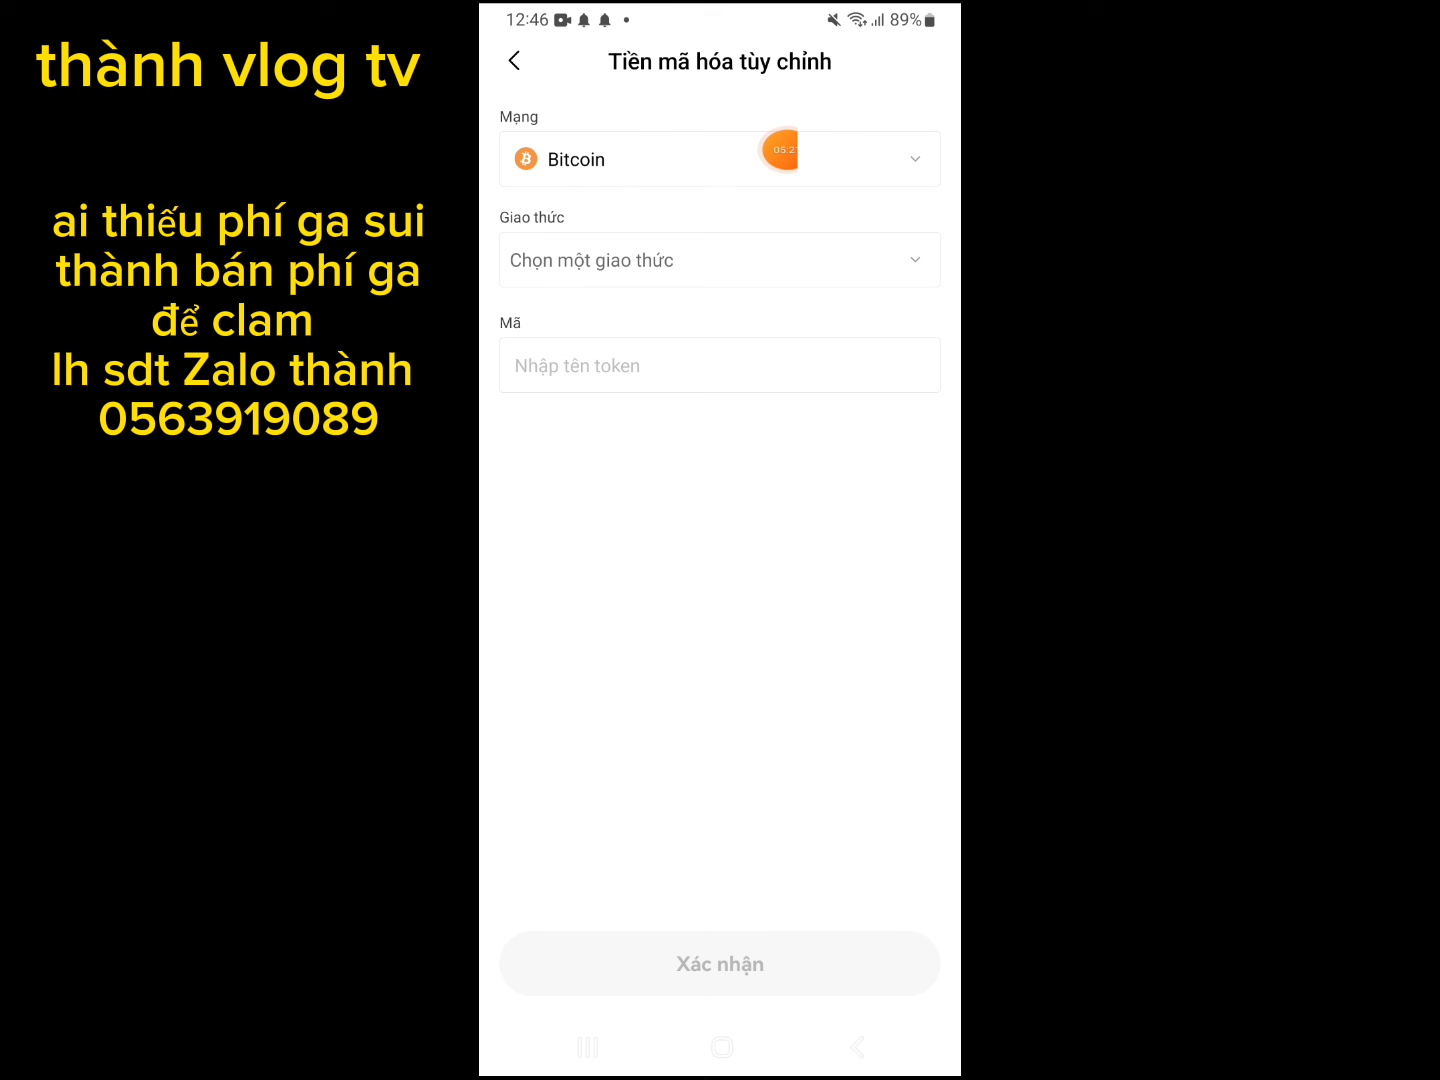 thành vlog tv
ai thiếu phí ga sui
thành bán phí ga
để clam
lh sdt Zalo thành
0563919089
12:46
89%
Tiền mã hóa tùy chỉnh
Mạng
Bitcoin
05:21
Giao thức
Chọn một giao thức
Mã
Nhập tên token
Xác nhận